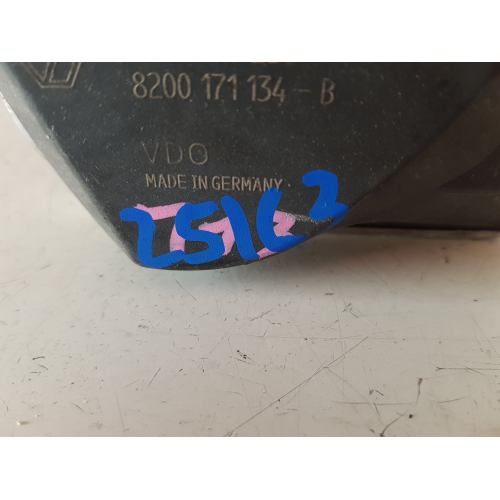 8200 171 134 - B
VDO
MADE IN GERMANY
25162